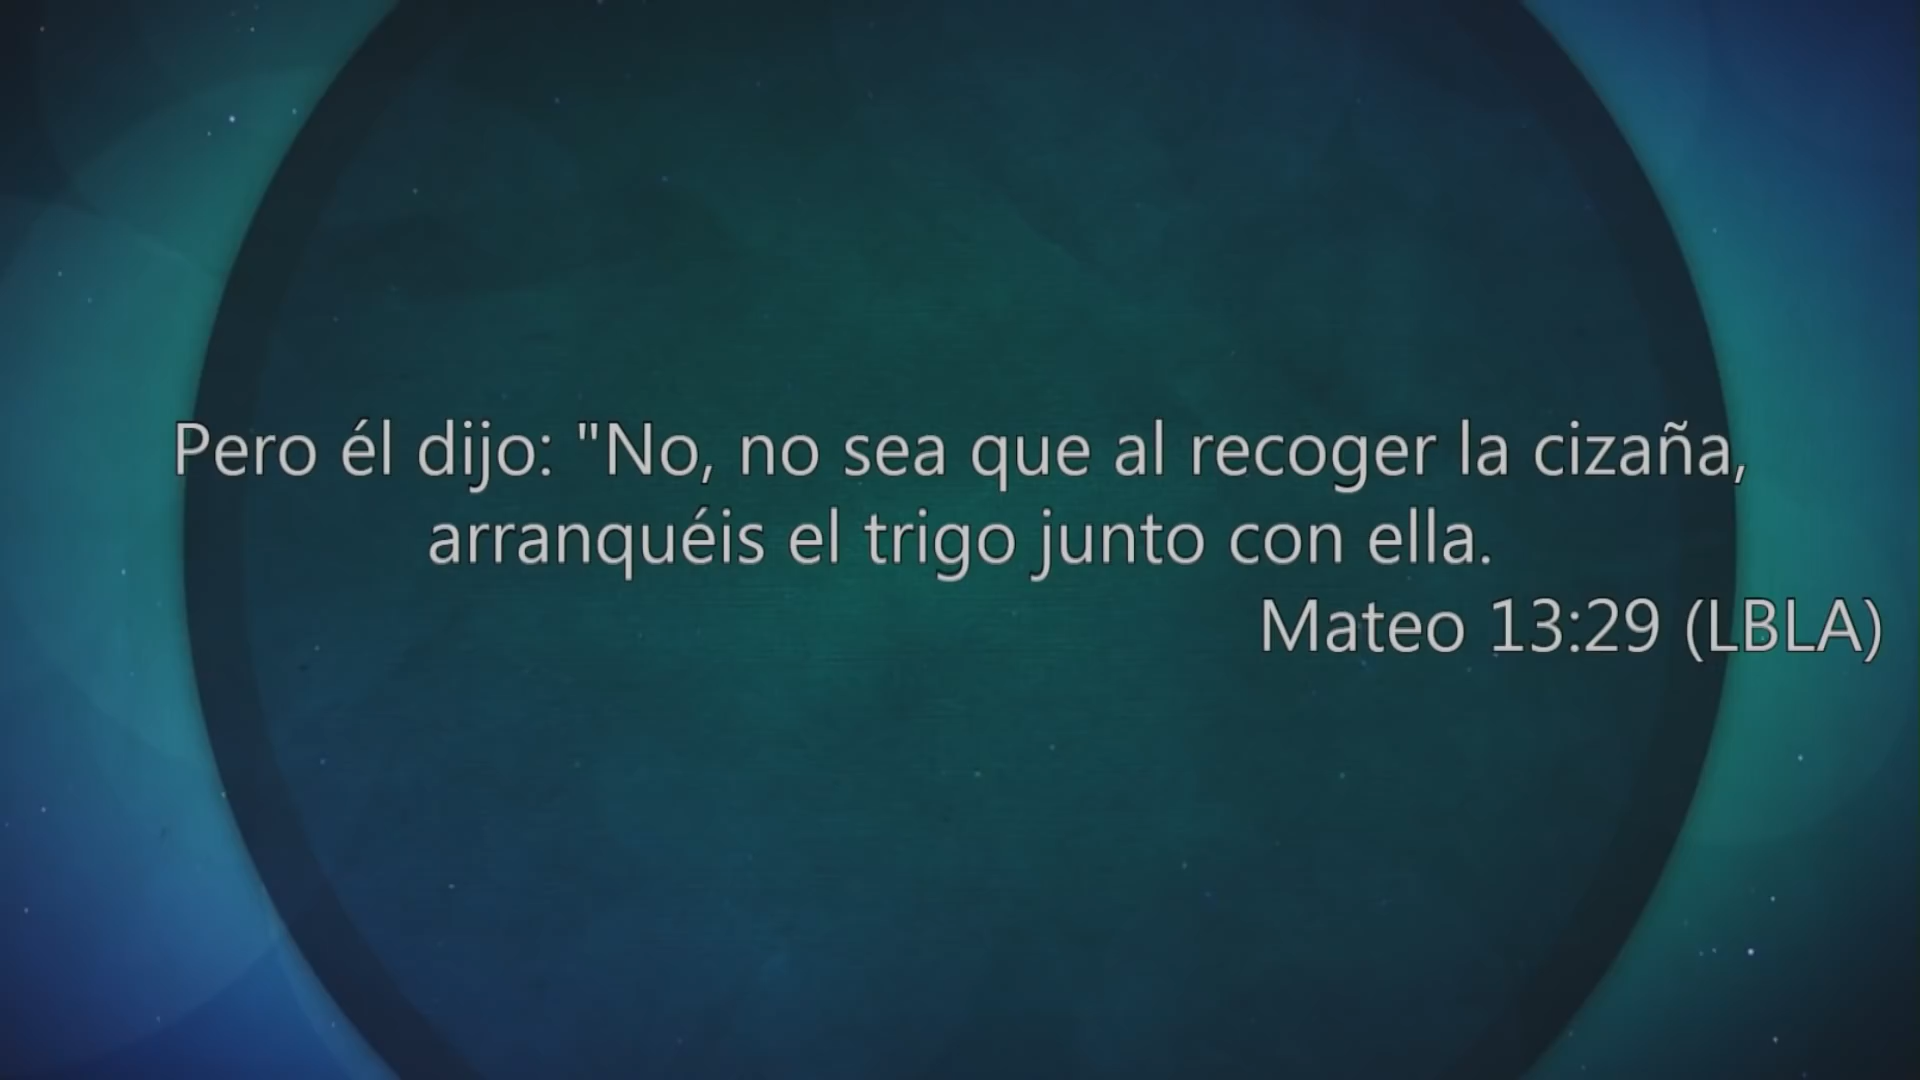 Pero él dijo: "No, no sea que al recoger la cizaña,
arranquéis el trigo junto con ella.
Mateo 13:29 (LBLA)